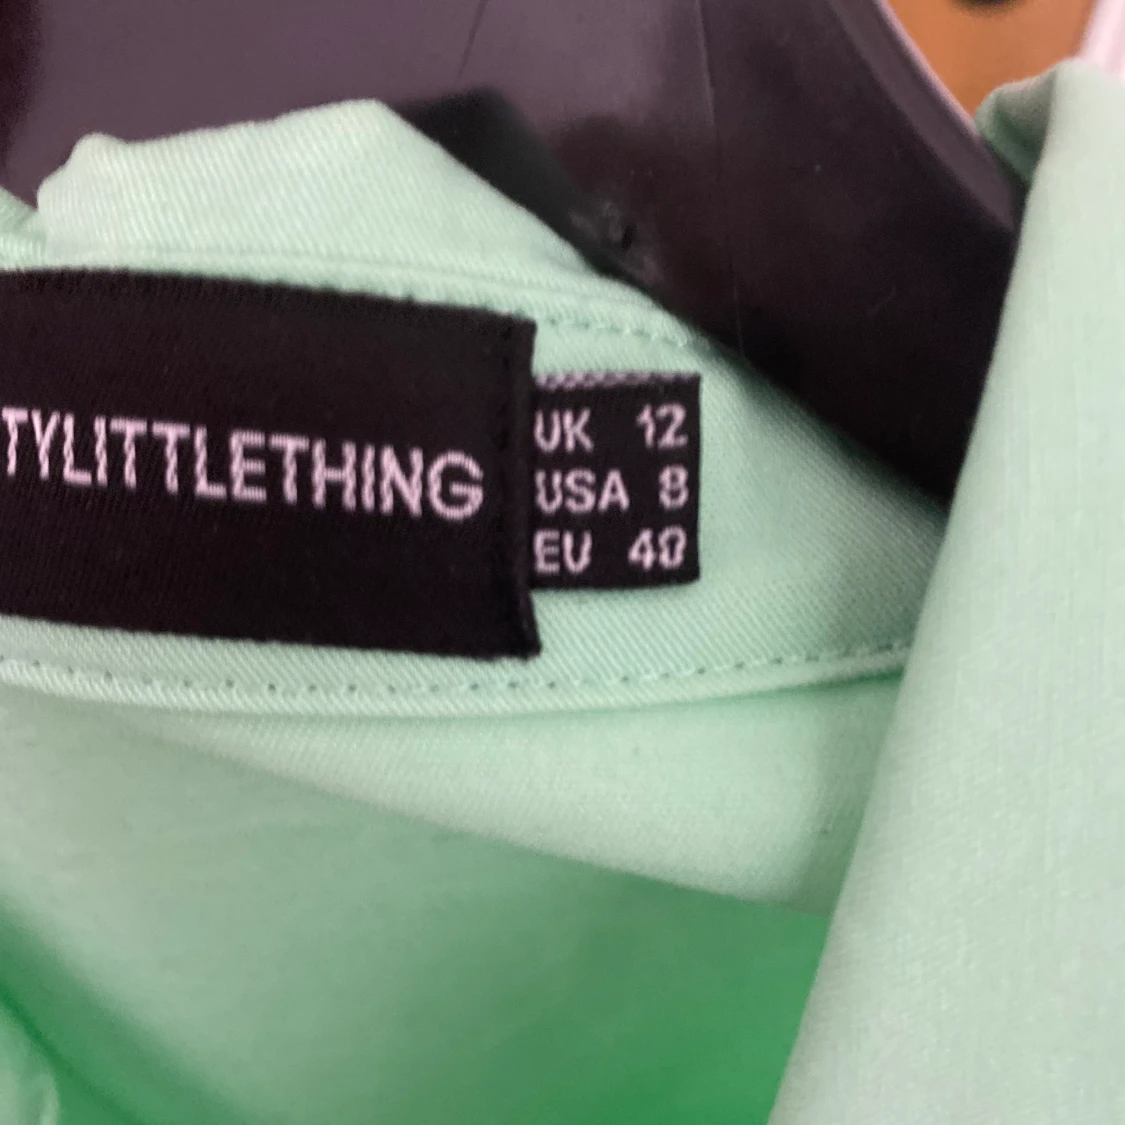 TYLITTLETHING
UK 12
USA 8
EU 40